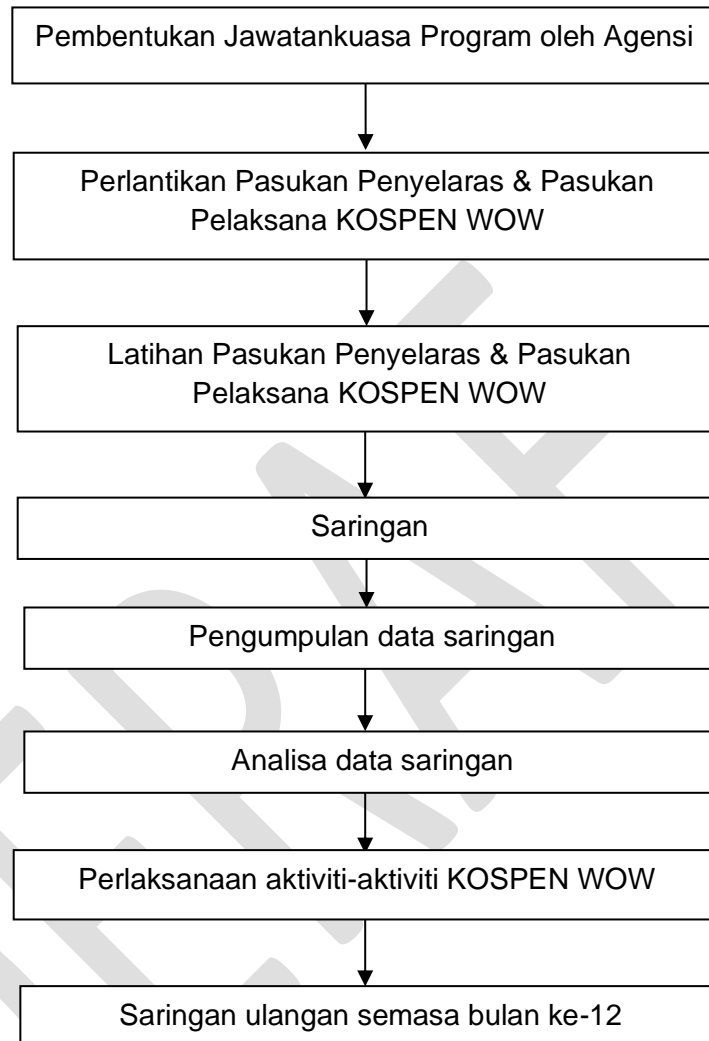 Pembentukan Jawatankuasa Program oleh Agensi
Perlantikan Pasukan Penyelaras & Pasukan
Pelaksana KOSPEN WOW
Latihan Pasukan Penyelaras & Pasukan
Pelaksana KOSPEN WOW
Saringan
Pengumpulan data saringan
Analisa data saringan
Perlaksanaan aktiviti-aktiviti KOSPEN WOW
Saringan ulangan semasa bulan ke-12